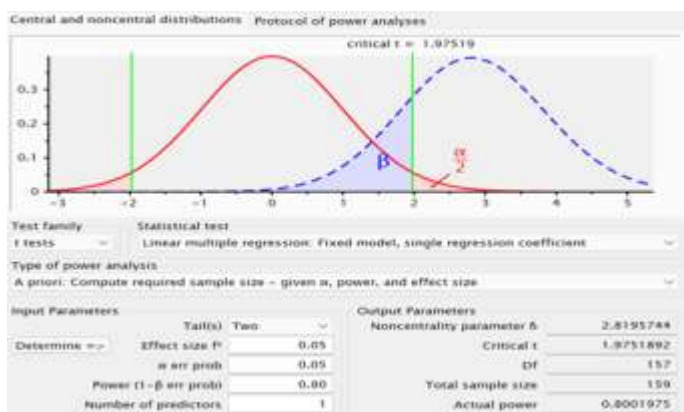 Central and noncentral distributions Protocol of power analyses
critical t = 1.97519
0.3
0.2
0.1
0
β
α
2
-3 -2 -1 0 1 2 3 4 5
Test family Statistical test
t tests Linear multiple regression: Fixed model, single regression coefficient
Type of power analysis
A priori: Compute required sample size - given α, power, and effect size
Input Parameters Output Parameters
Tail(s) Two Noncentrality parameter δ 2.8195744
Determine => Effect size f² 0.05 Critical t 1.9751892
α err prob 0.05 Df 157
Power (1-β err prob) 0.80 Total sample size 159
Number of predictors 1 Actual power 0.8001975